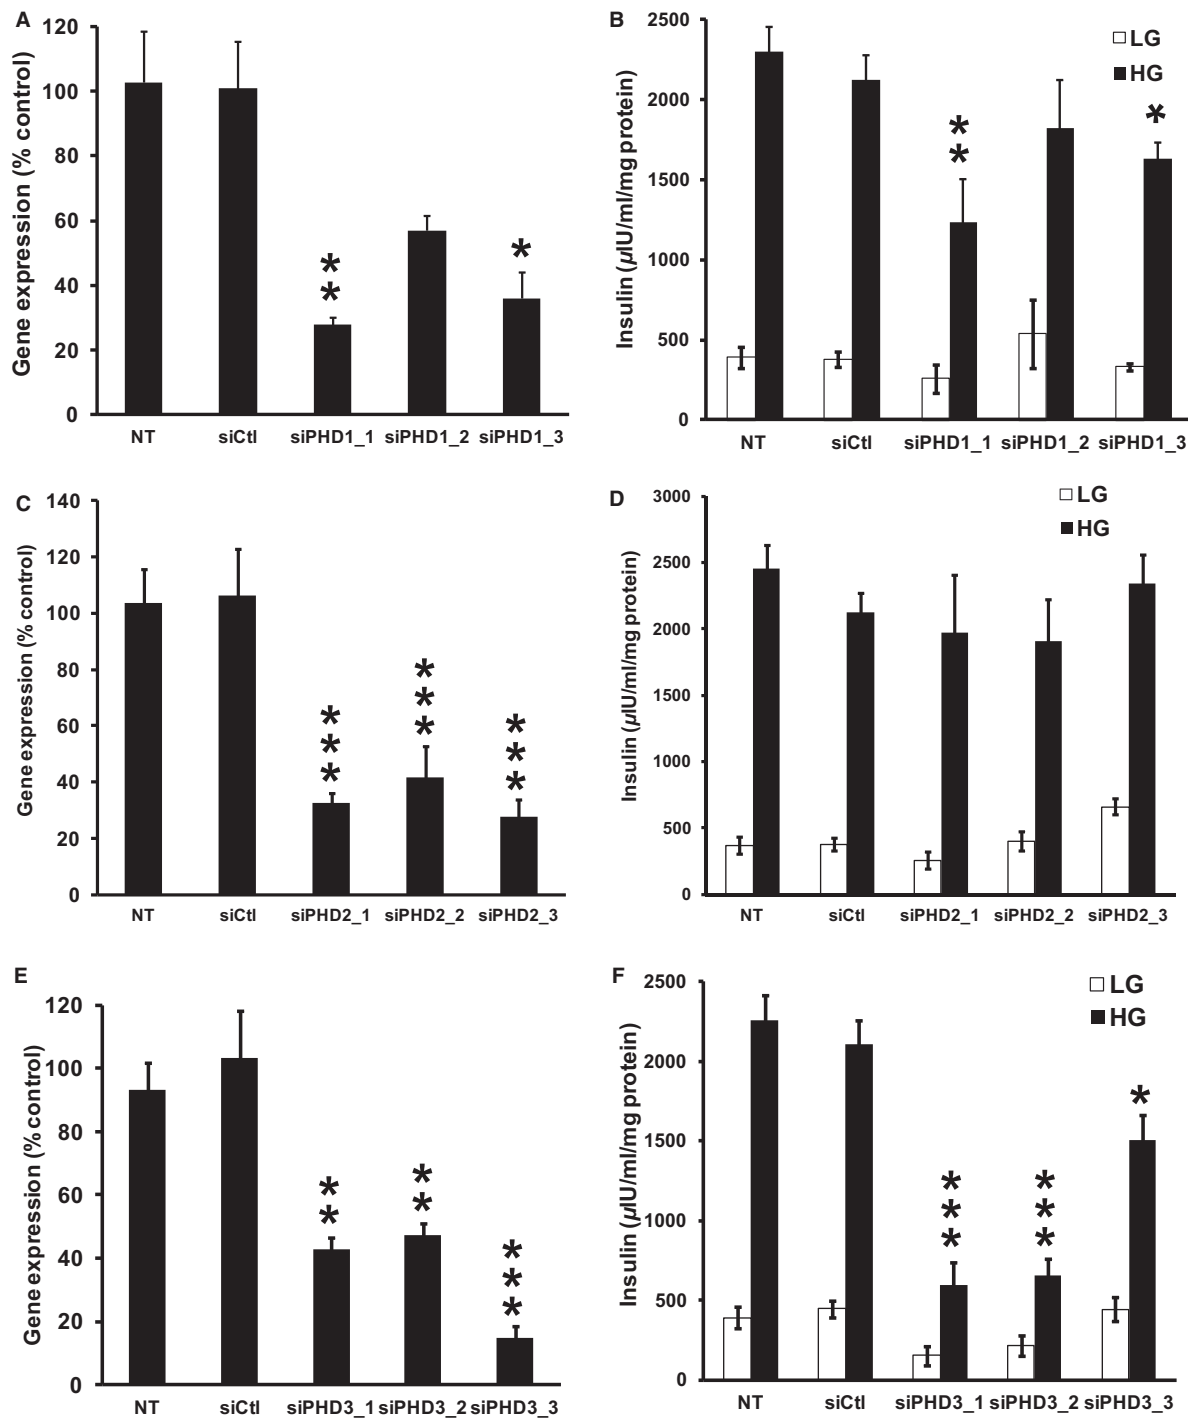 A
Gene expression (% control)
120
100
80
60
40
20
0
NT siCtl siPHD1_1 siPHD1_2 siPHD1_3
* *
*
B
Insulin (µIU/ml/mg protein)
2500
2000
1500
1000
500
0
LG
HG
* *
*
NT siCtl siPHD1_1 siPHD1_2 siPHD1_3
C
Gene expression (% control)
140
120
100
80
60
40
20
0
* * *
* * *
* * *
NT siCtl siPHD2_1 siPHD2_2 siPHD2_3
D
Insulin (µIU/ml/mg protein)
3000
2500
2000
1500
1000
500
0
LG
HG
NT siCtl siPHD2_1 siPHD2_2 siPHD2_3
E
Gene expression (% control)
120
100
80
60
40
20
0
* *
* *
* * *
NT siCtl siPHD3_1 siPHD3_2 siPHD3_3
F
Insulin (µIU/ml/mg protein)
2500
2000
1500
1000
500
0
LG
HG
* * *
* * *
*
NT siCtl siPHD3_1 siPHD3_2 siPHD3_3